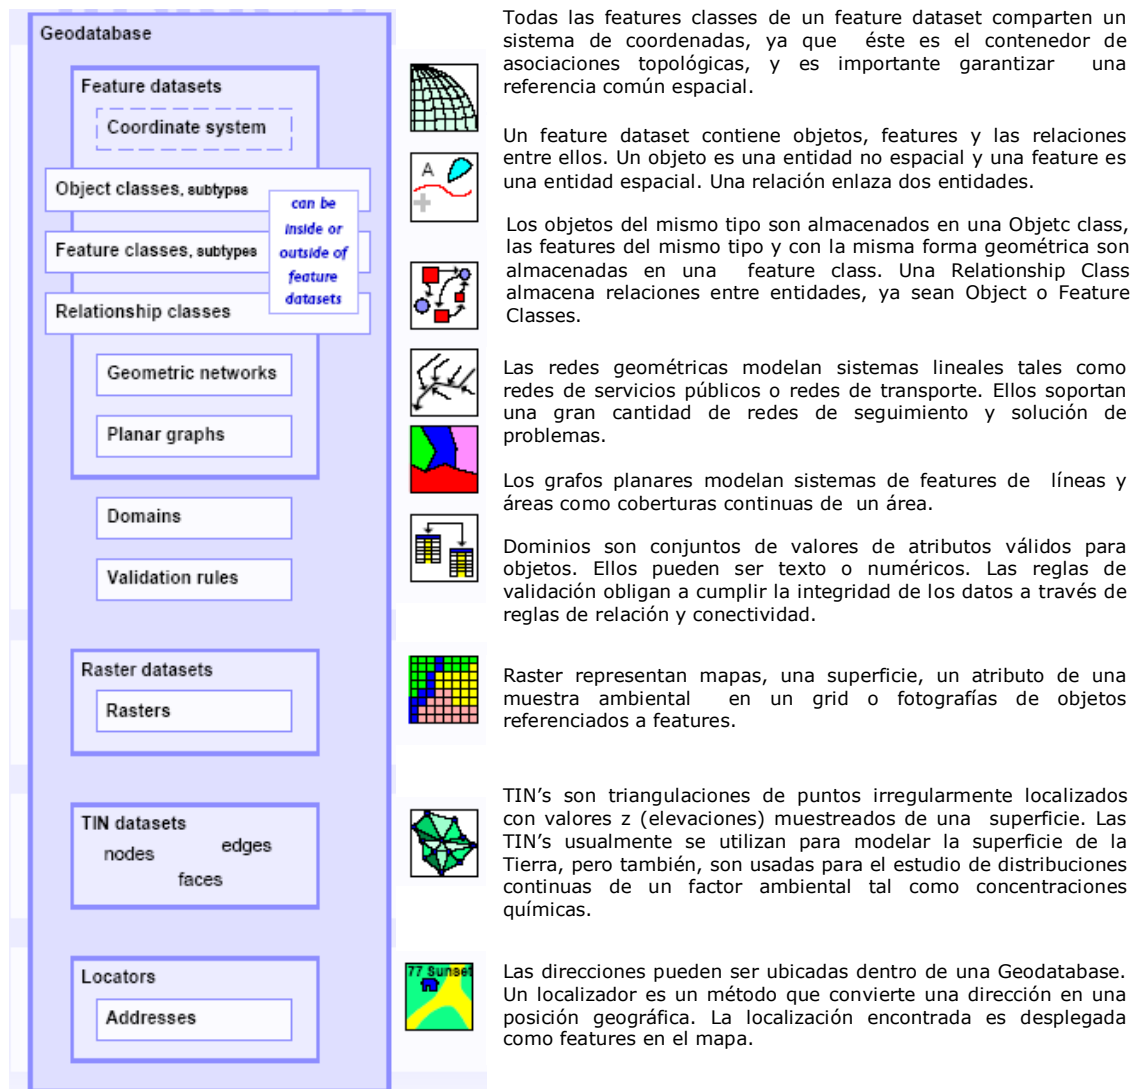 Geodatabase
Feature datasets
Coordinate system
Object classes, subtypes
can be
inside or
outside of
feature
datasets
Feature classes, subtypes
Relationship classes
Geometric networks
Planar graphs
Domains
Validation rules
Raster datasets
Rasters
TIN datasets
nodes
edges
faces
Locators
Addresses
77 Sunset
A
Todas las features classes de un feature dataset comparten un
sistema de coordenadas, ya que éste es el contenedor de
asociaciones topológicas, y es importante garantizar una
referencia común espacial.
Un feature dataset contiene objetos, features y las relaciones
entre ellos. Un objeto es una entidad no espacial y una feature es
una entidad espacial. Una relación enlaza dos entidades.
Los objetos del mismo tipo son almacenados en una Objetc class,
las features del mismo tipo y con la misma forma geométrica son
almacenadas en una feature class. Una Relationship Class
almacena relaciones entre entidades, ya sean Object o Feature
Classes.
Las redes geométricas modelan sistemas lineales tales como
redes de servicios públicos o redes de transporte. Ellos soportan
una gran cantidad de redes de seguimiento y solución de
problemas.
Los grafos planares modelan sistemas de features de líneas y
áreas como coberturas continuas de un área.
Dominios son conjuntos de valores de atributos válidos para
objetos. Ellos pueden ser texto o numéricos. Las reglas de
validación obligan a cumplir la integridad de los datos a través de
reglas de relación y conectividad.
Raster representan mapas, una superficie, un atributo de una
muestra ambiental en un grid o fotografías de objetos
referenciados a features.
TIN's son triangulaciones de puntos irregularmente localizados
con valores z (elevaciones) muestreados de una superficie. Las
TIN's usualmente se utilizan para modelar la superficie de la
Tierra, pero también, son usadas para el estudio de distribuciones
continuas de un factor ambiental tal como concentraciones
químicas.
Las direcciones pueden ser ubicadas dentro de una Geodatabase.
Un localizador es un método que convierte una dirección en una
posición geográfica. La localización encontrada es desplegada
como features en el mapa.